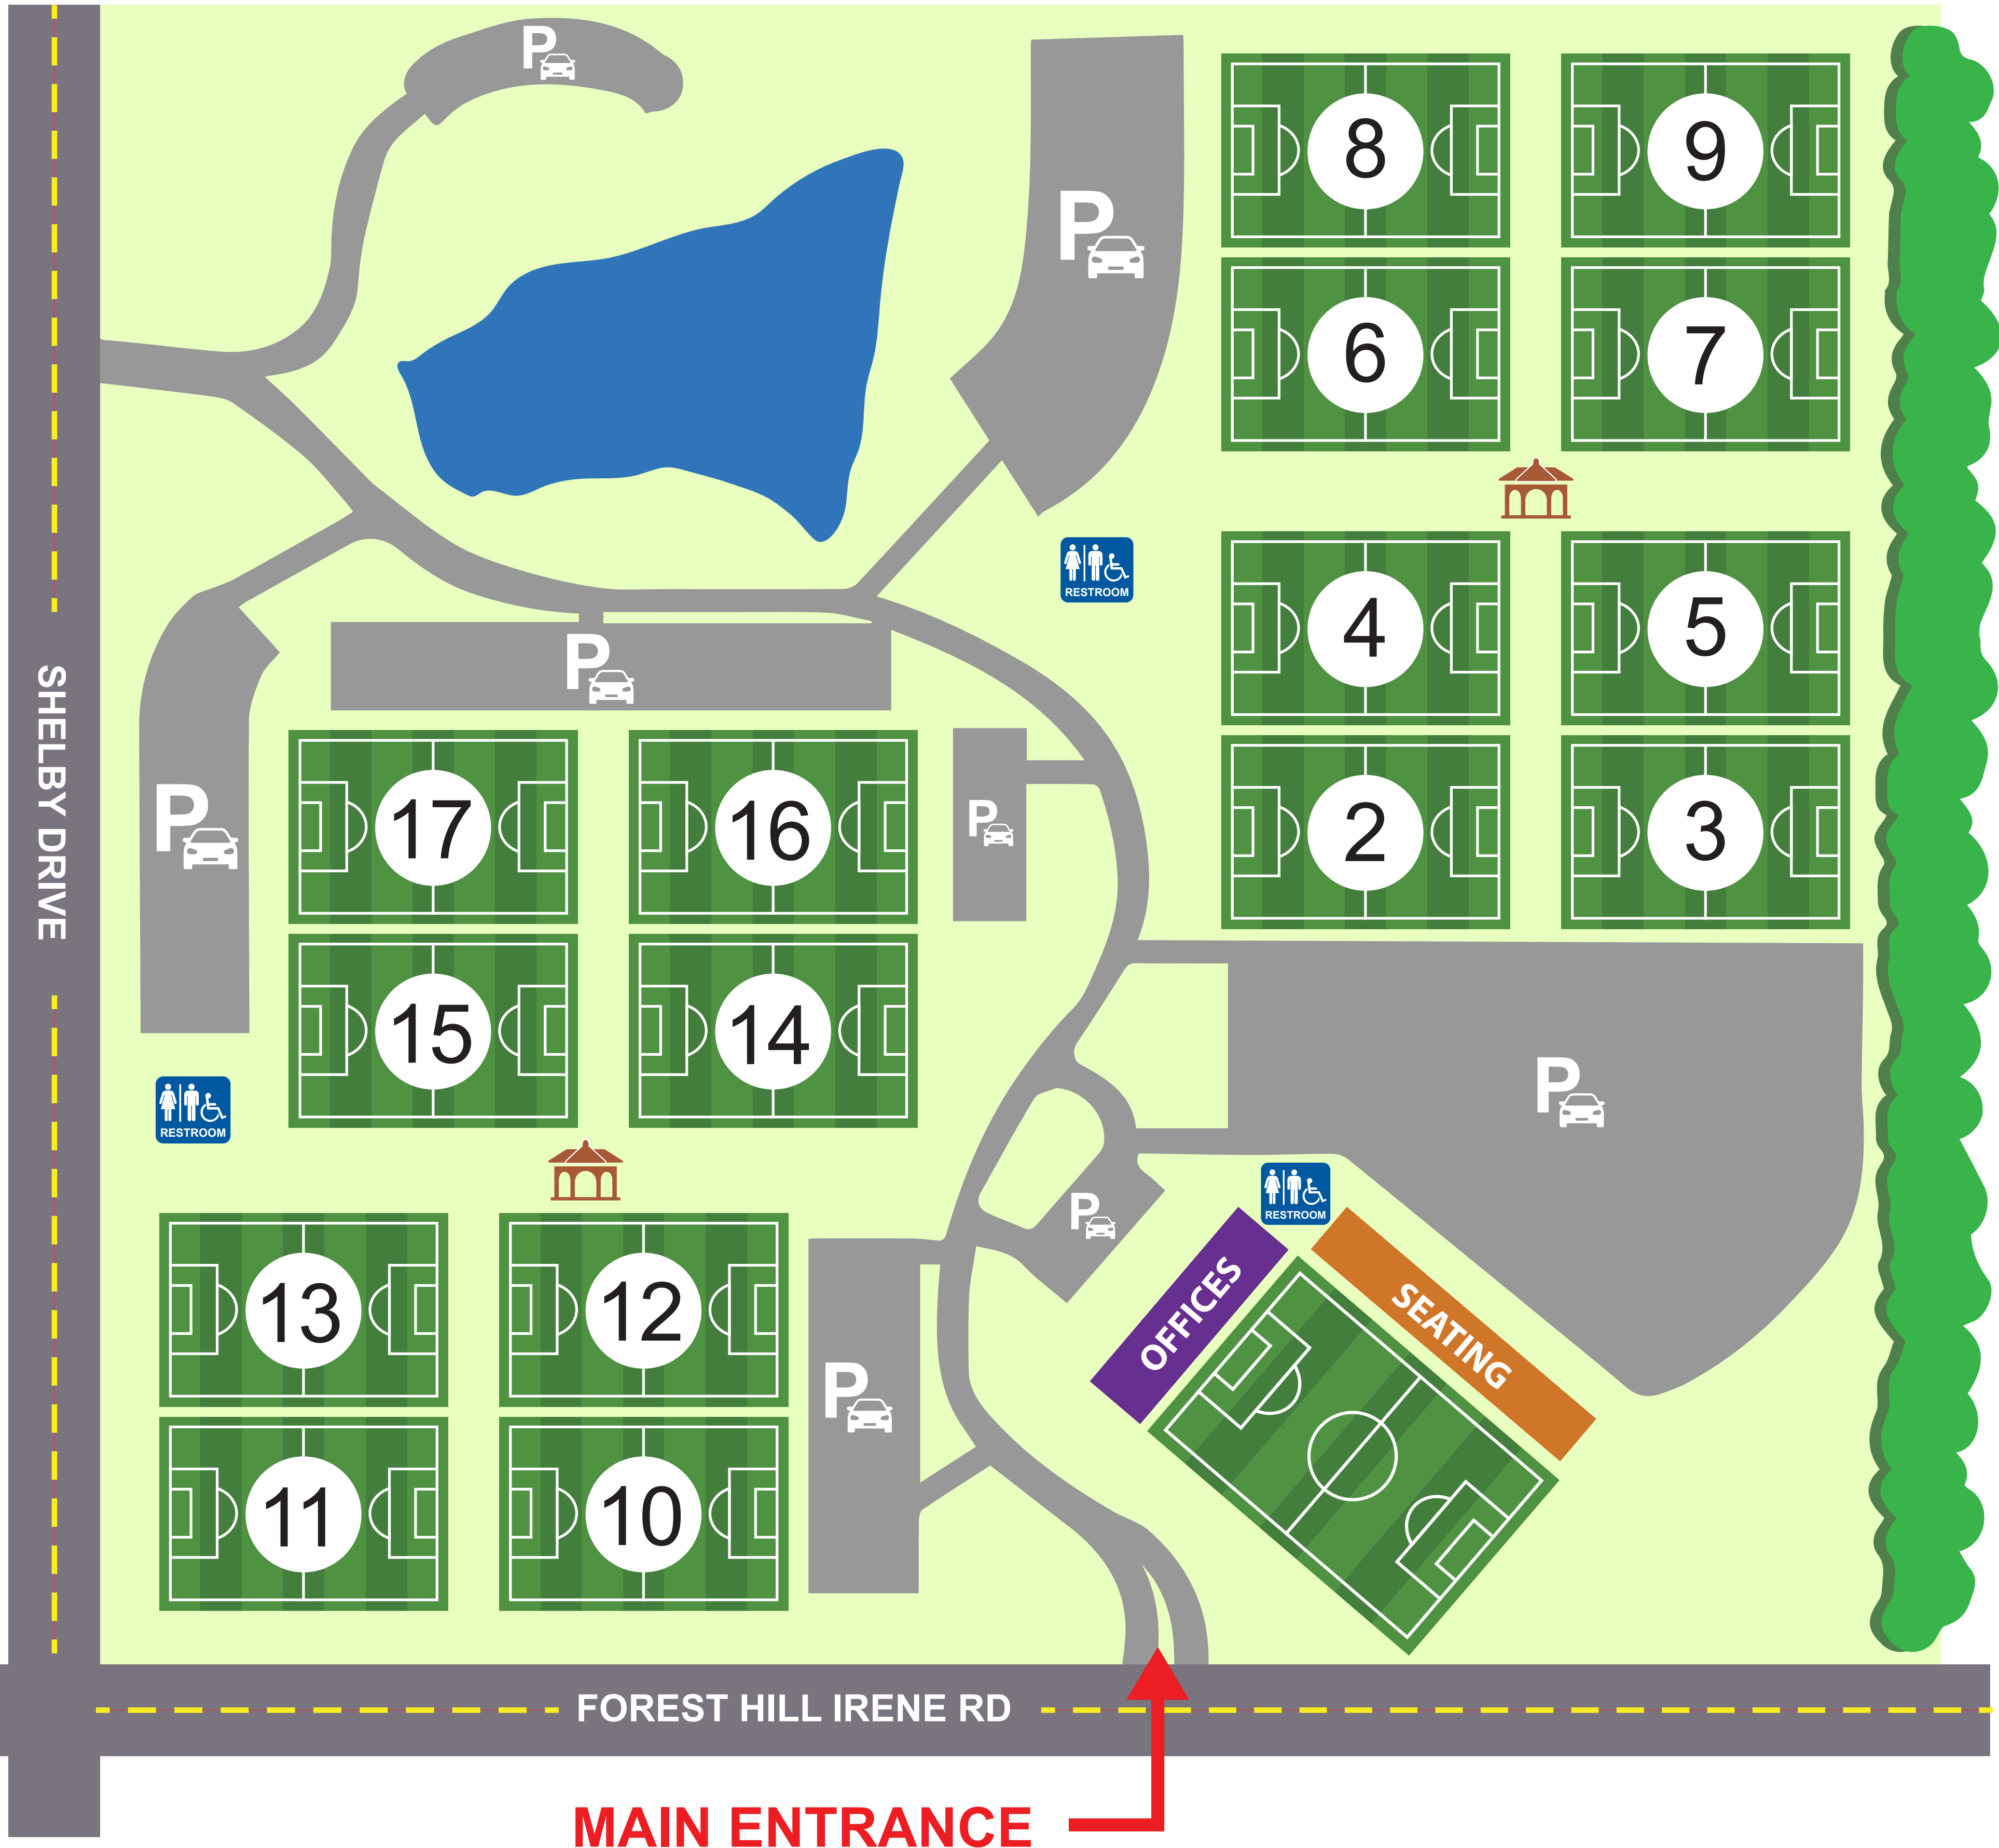 P
8
9
P
6
7
RESTROOM
4
5
P
SHELBY DRIVE
17
16
P
P
2
3
15
14
P
RESTROOM
RESTROOM
P
OFFICES
SEATING
13
12
P
11
10
FOREST HILL IRENE RD
MAIN ENTRANCE